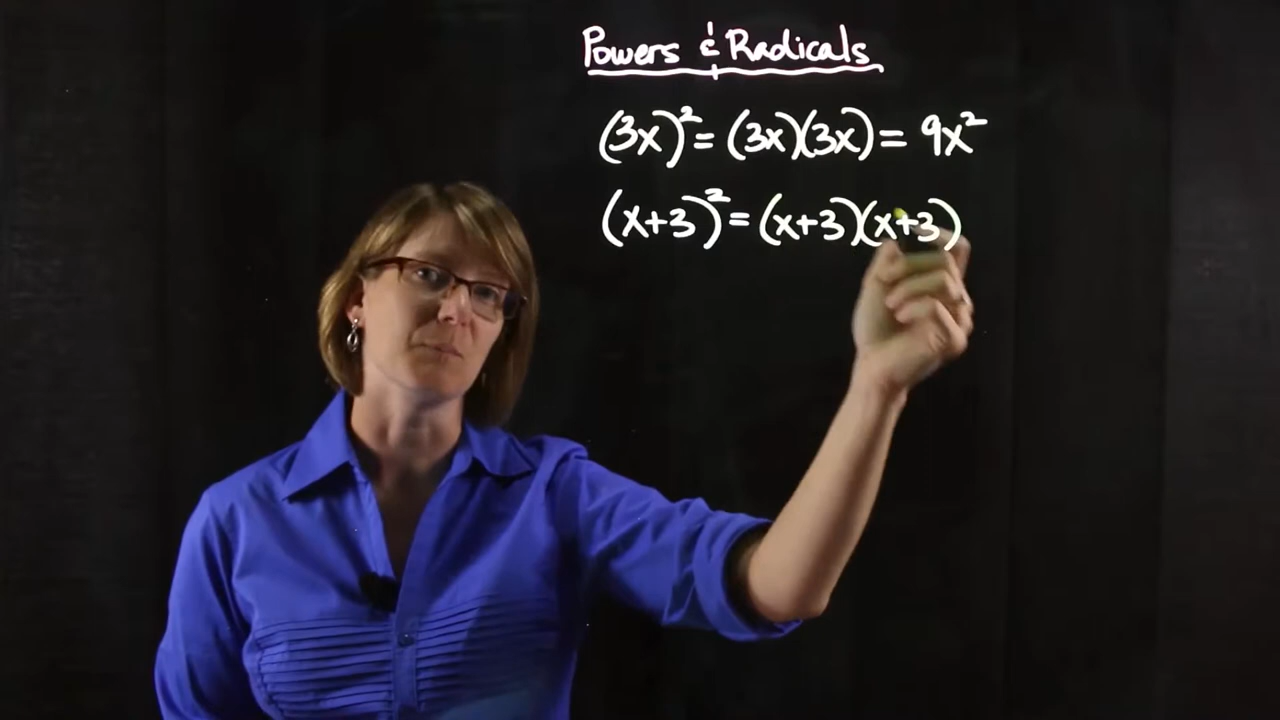 Powers & Radicals
(3x)² = (3x)(3x) = 9x²
(x+3)² = (x+3)(x+3)